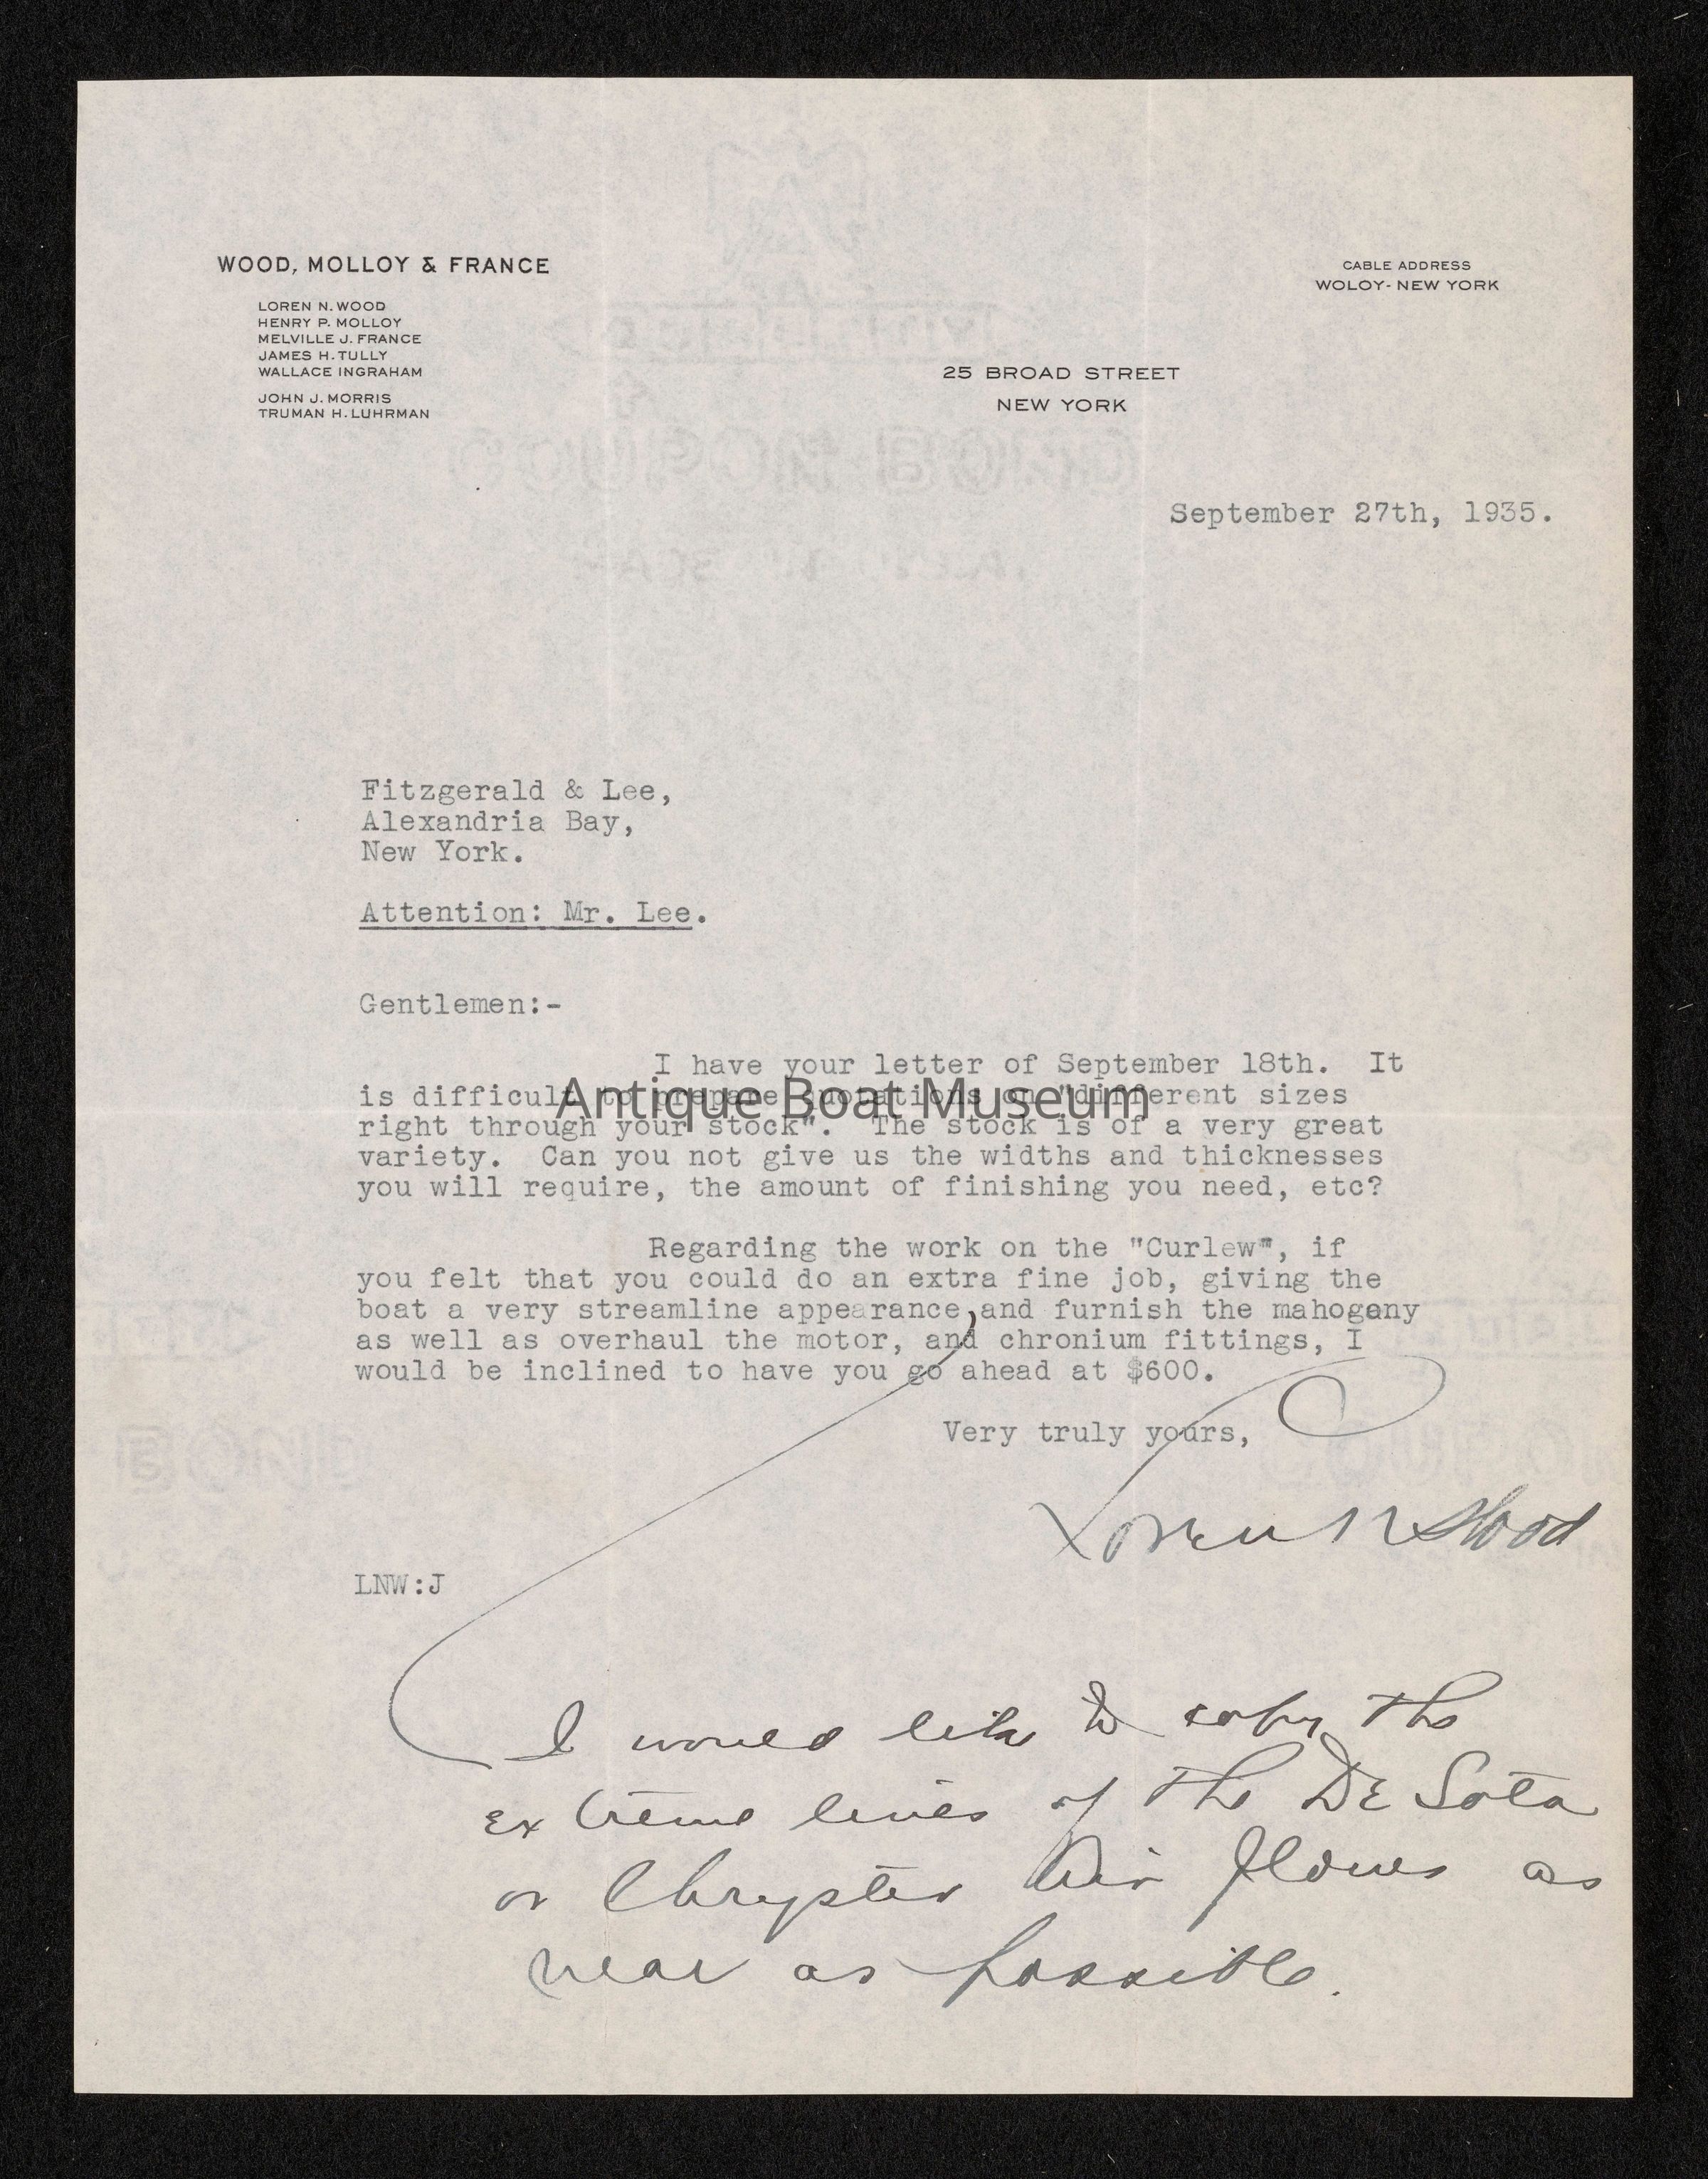 WOOD, MOLLOY & FRANCE
LOREN N. WOOD
HENRY P. MOLLOY
MELVILLE J. FRANCE
JAMES H. TULLY
WALLACE INGRAHAM
JOHN J. MORRIS
TRUMAN H. LUHRMAN
CABLE ADDRESS
WOLOY-NEW YORK
25 BROAD STREET
NEW YORK
September 27th, 1935.
Fitzgerald & Lee,
Alexandria Bay,
New York.
Attention: Mr. Lee.
Gentlemen:-
I have your letter of September 18th. It
is difficult to prepare quotations on "different sizes
right through your stock". The stock is of a very great
variety. Can you not give us the widths and thicknesses
you will require, the amount of finishing you need, etc?
Regarding the work on the "Curlew", if
you felt that you could do an extra fine job, giving the
boat a very streamline appearance, and furnish the mahogany
as well as overhaul the motor, and chronium fittings, I
would be inclined to have you go ahead at $600.
Very truly yours,
Loren N Wood
LNW:J
I would like to copy the
extreme lines of the De Sota
or Chrysler Air flows as
near as possible.
Antique Boat Museum